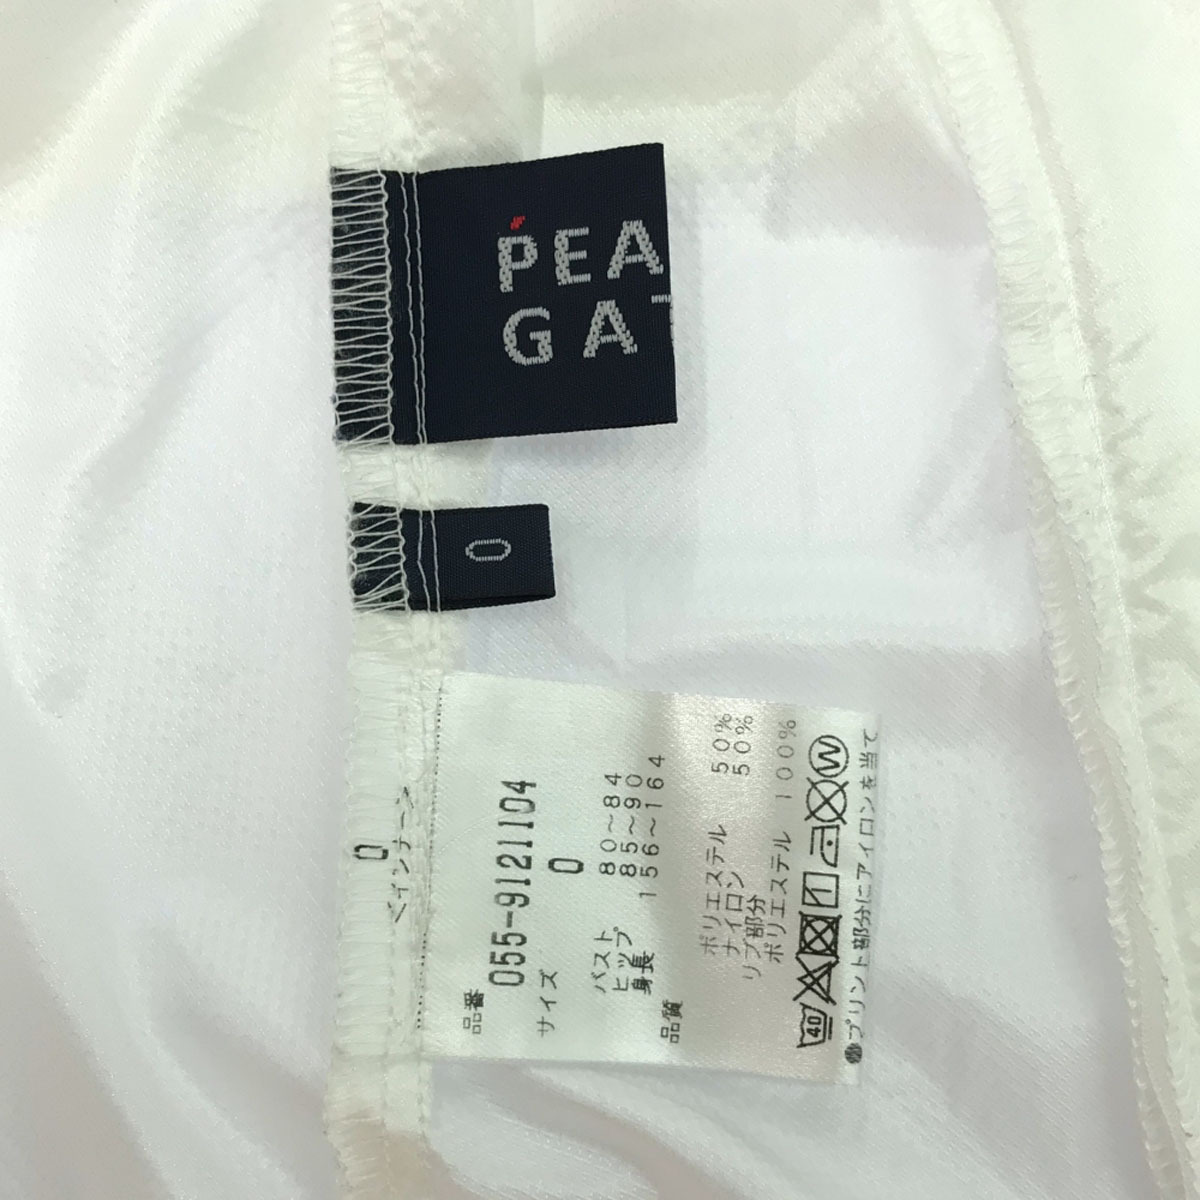 PEA
GAT
0
0
<インナー>
品番
055-9121104
サイズ 0
バスト 80~84
ヒップ 85~90
身長 156~164
品質
ポリエステル 50%
ナイロン 50%
リブ部分
ポリエステル 100%
40 W
●プリント部分にアイロンを当て